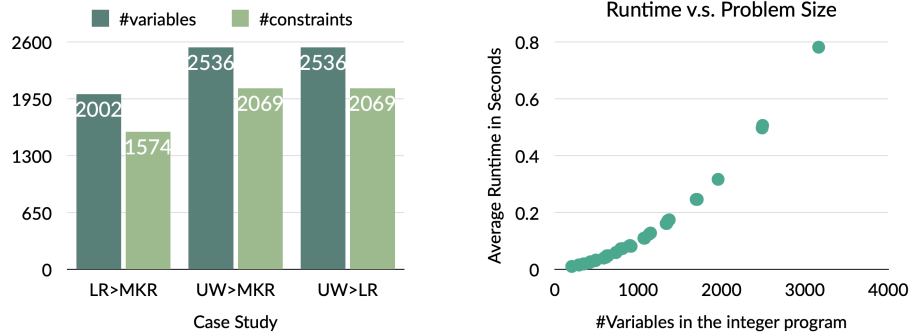 #variables #constraints
2600
1950
1300
650
0
2002
1574
2536
2069
2536
2069
LR>MKR UW>MKR UW>LR
Case Study
Runtime v.s. Problem Size
Average Runtime in Seconds
0.8
0.6
0.4
0.2
0
0 1000 2000 3000 4000
#Variables in the integer program